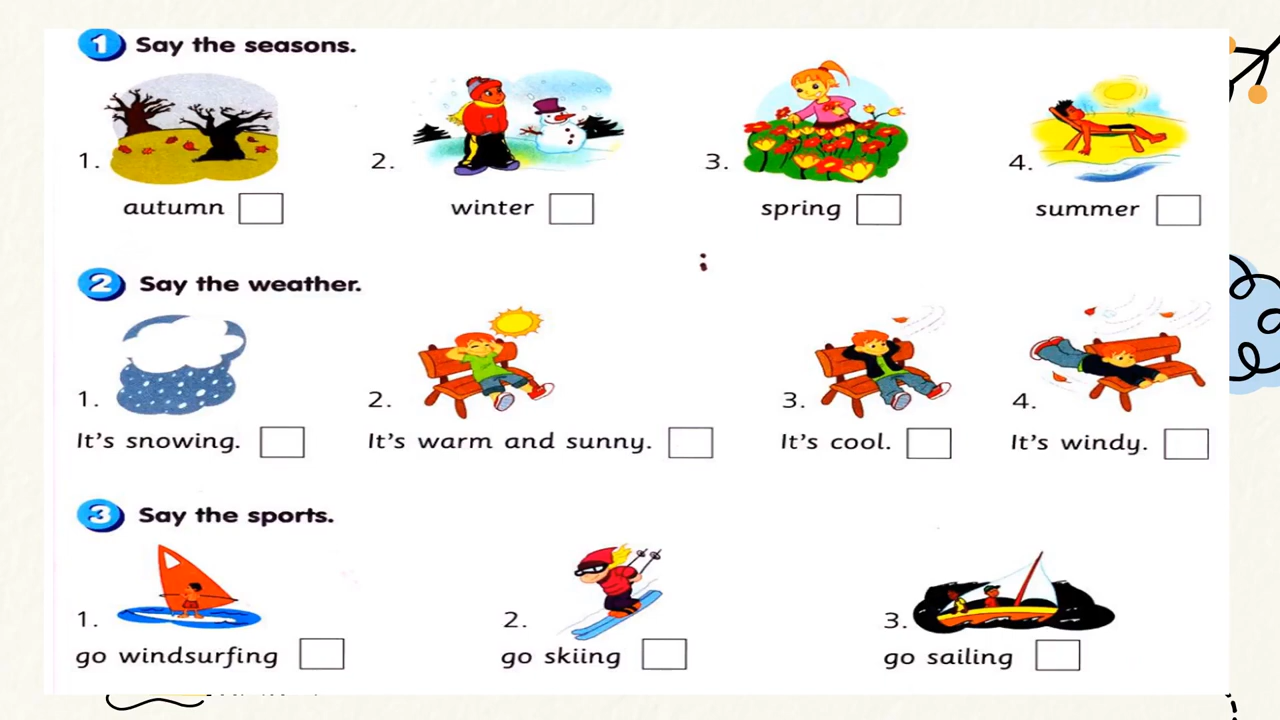 1 Say the seasons.
1. 2. 3. 4.
autumn winter spring summer
2 Say the weather.
1. 2. 3. 4.
It's snowing. It's warm and sunny. It's cool. It's windy.
3 Say the sports.
1. 2. 3.
go windsurfing go skiing go sailing